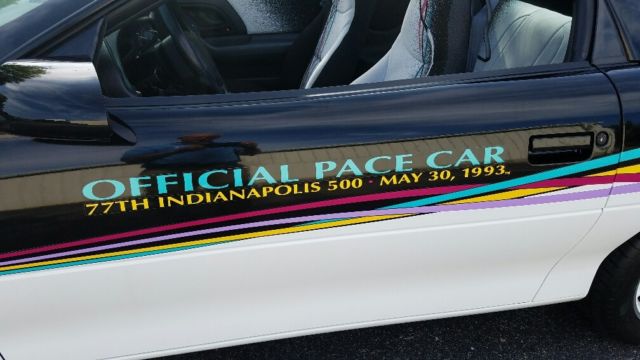 OFFICIAL PACE CAR
77TH INDIANAPOLIS 500 · MAY 30, 1993